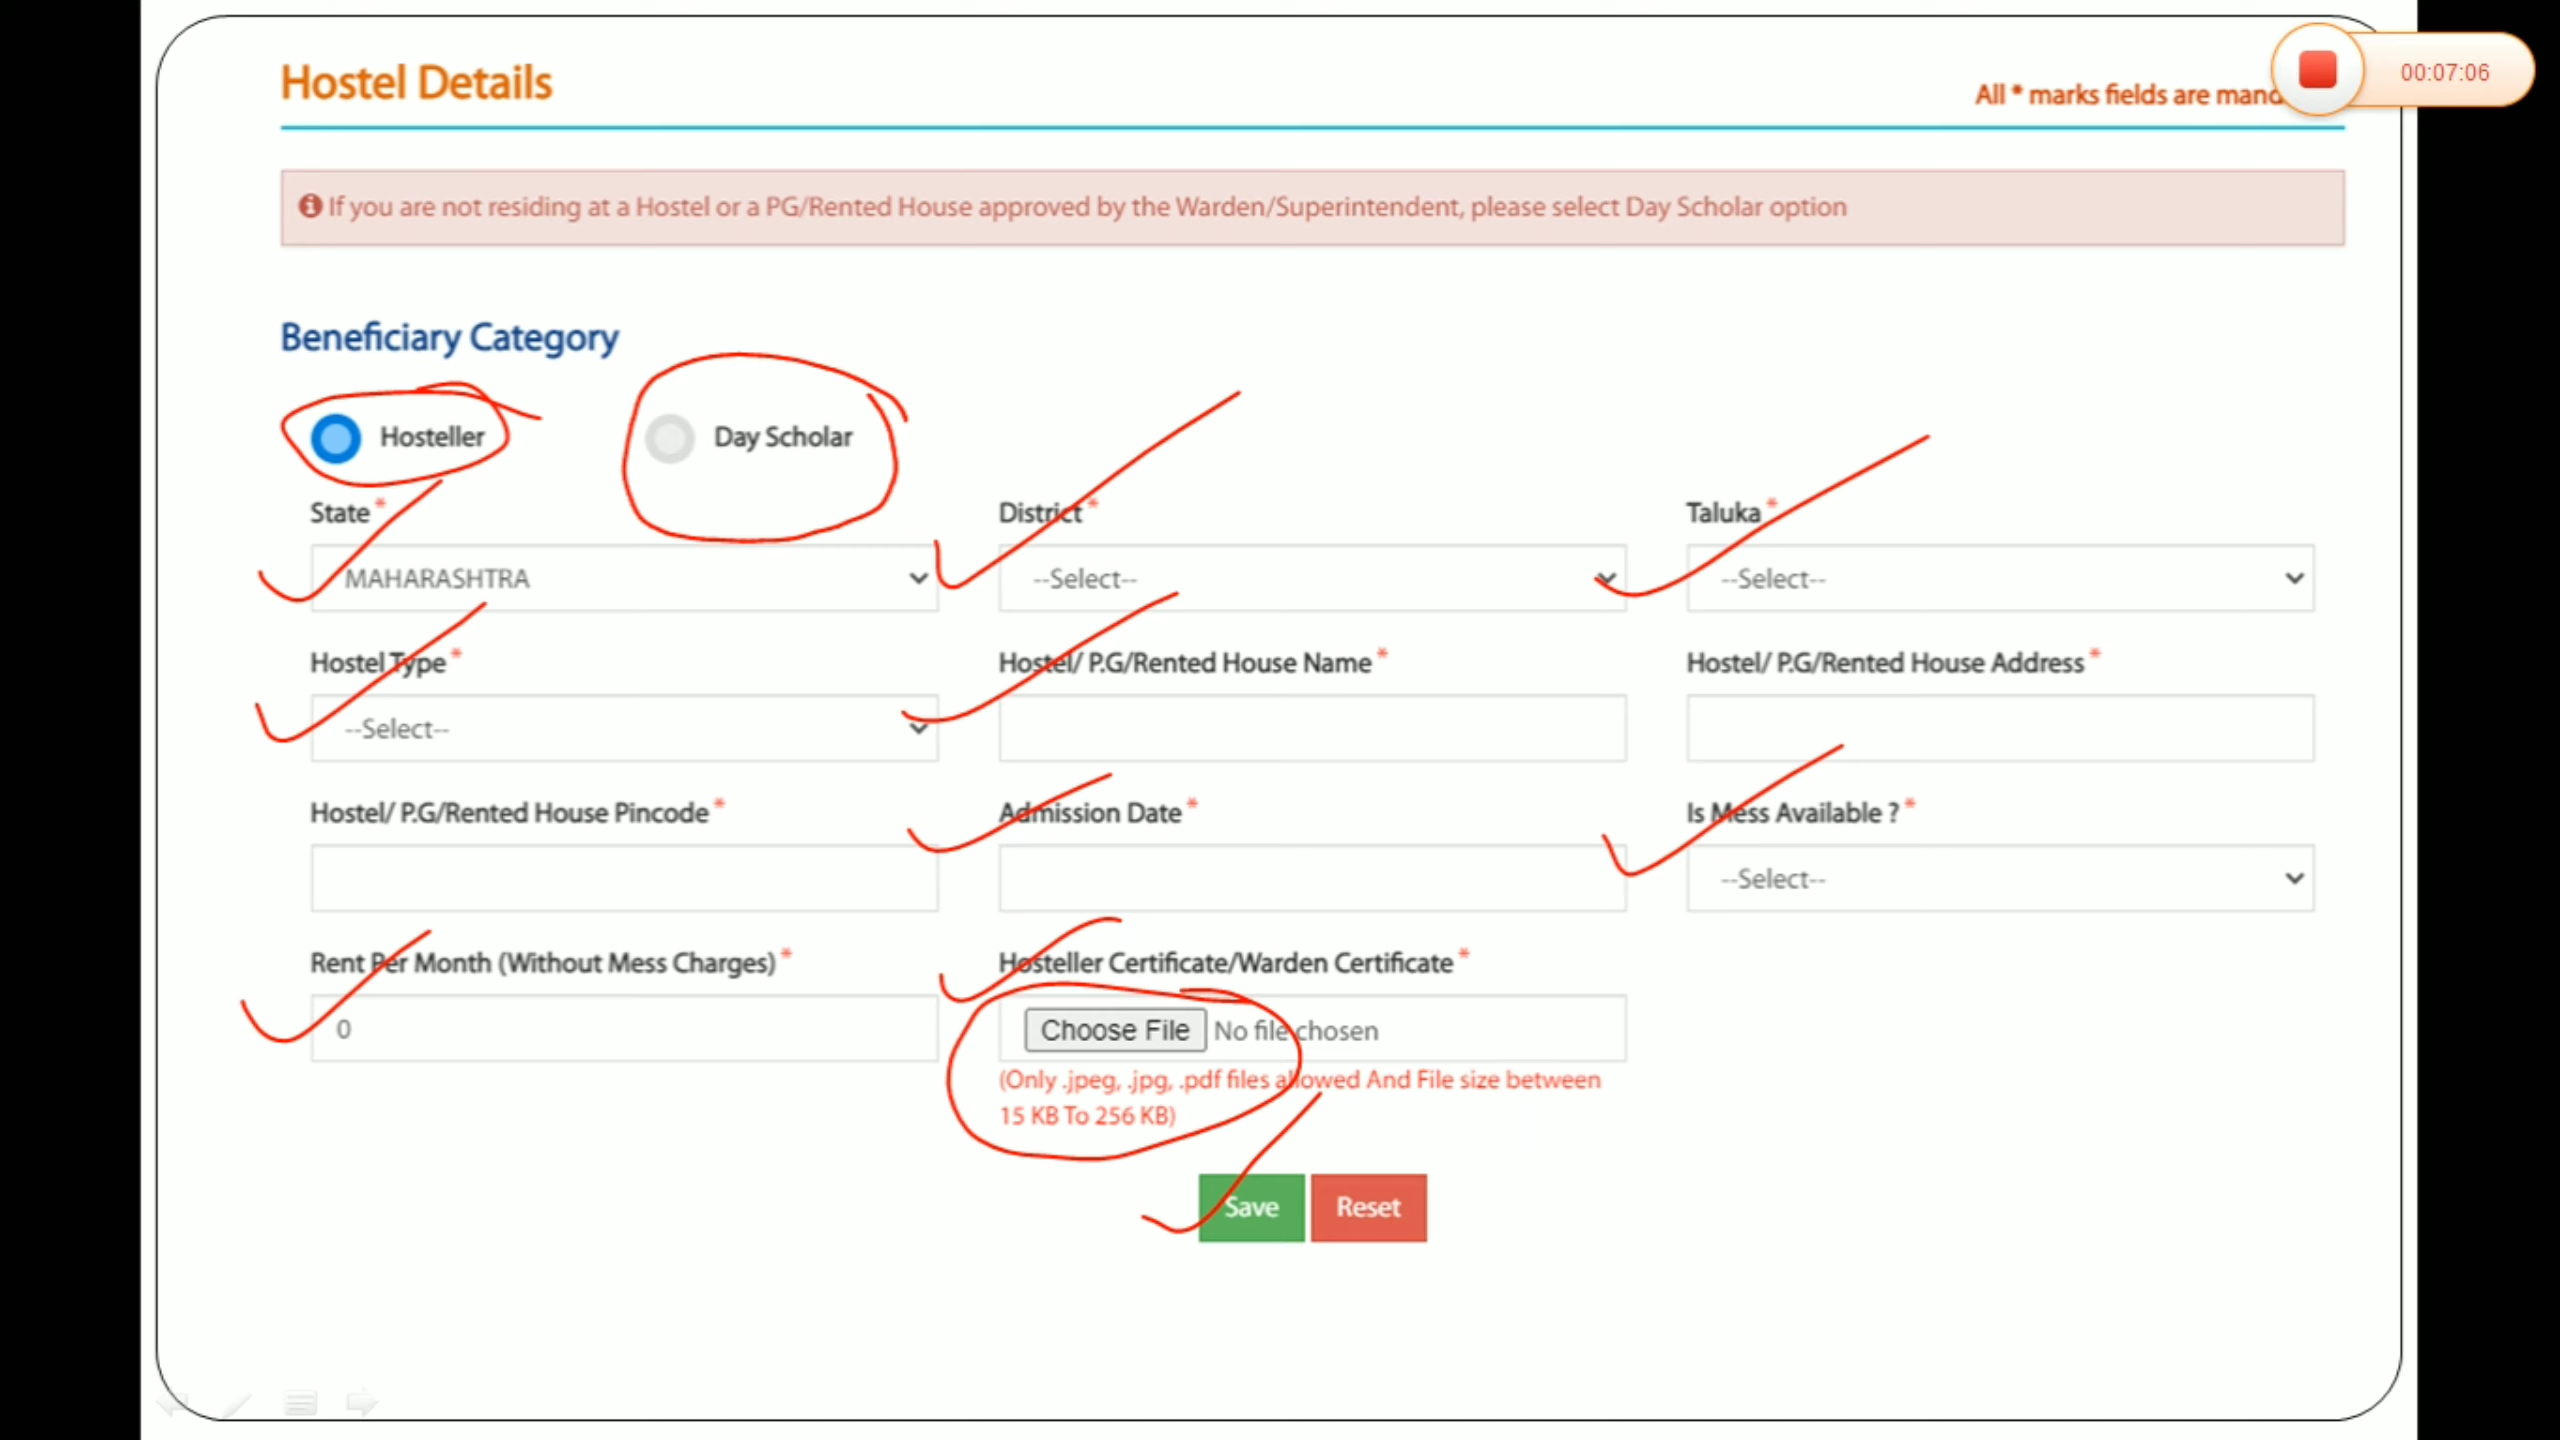 Hostel Details
All * marks fields are mand
00:07:06
If you are not residing at a Hostel or a PG/Rented House approved by the Warden/Superintendent, please select Day Scholar option
Beneficiary Category
Hosteller
Day Scholar
State *
District *
Taluka *
MAHARASHTRA
--Select--
--Select--
Hostel Type *
Hostel/ P.G/Rented House Name *
Hostel/ P.G/Rented House Address *
--Select--
Hostel/ P.G/Rented House Pincode *
Admission Date *
Is Mess Available ? *
--Select--
Rent Per Month (Without Mess Charges) *
Hosteller Certificate/Warden Certificate *
0
Choose File No file chosen
(Only .jpeg, .jpg, .pdf files allowed And File size between
15 KB To 256 KB)
Save
Reset